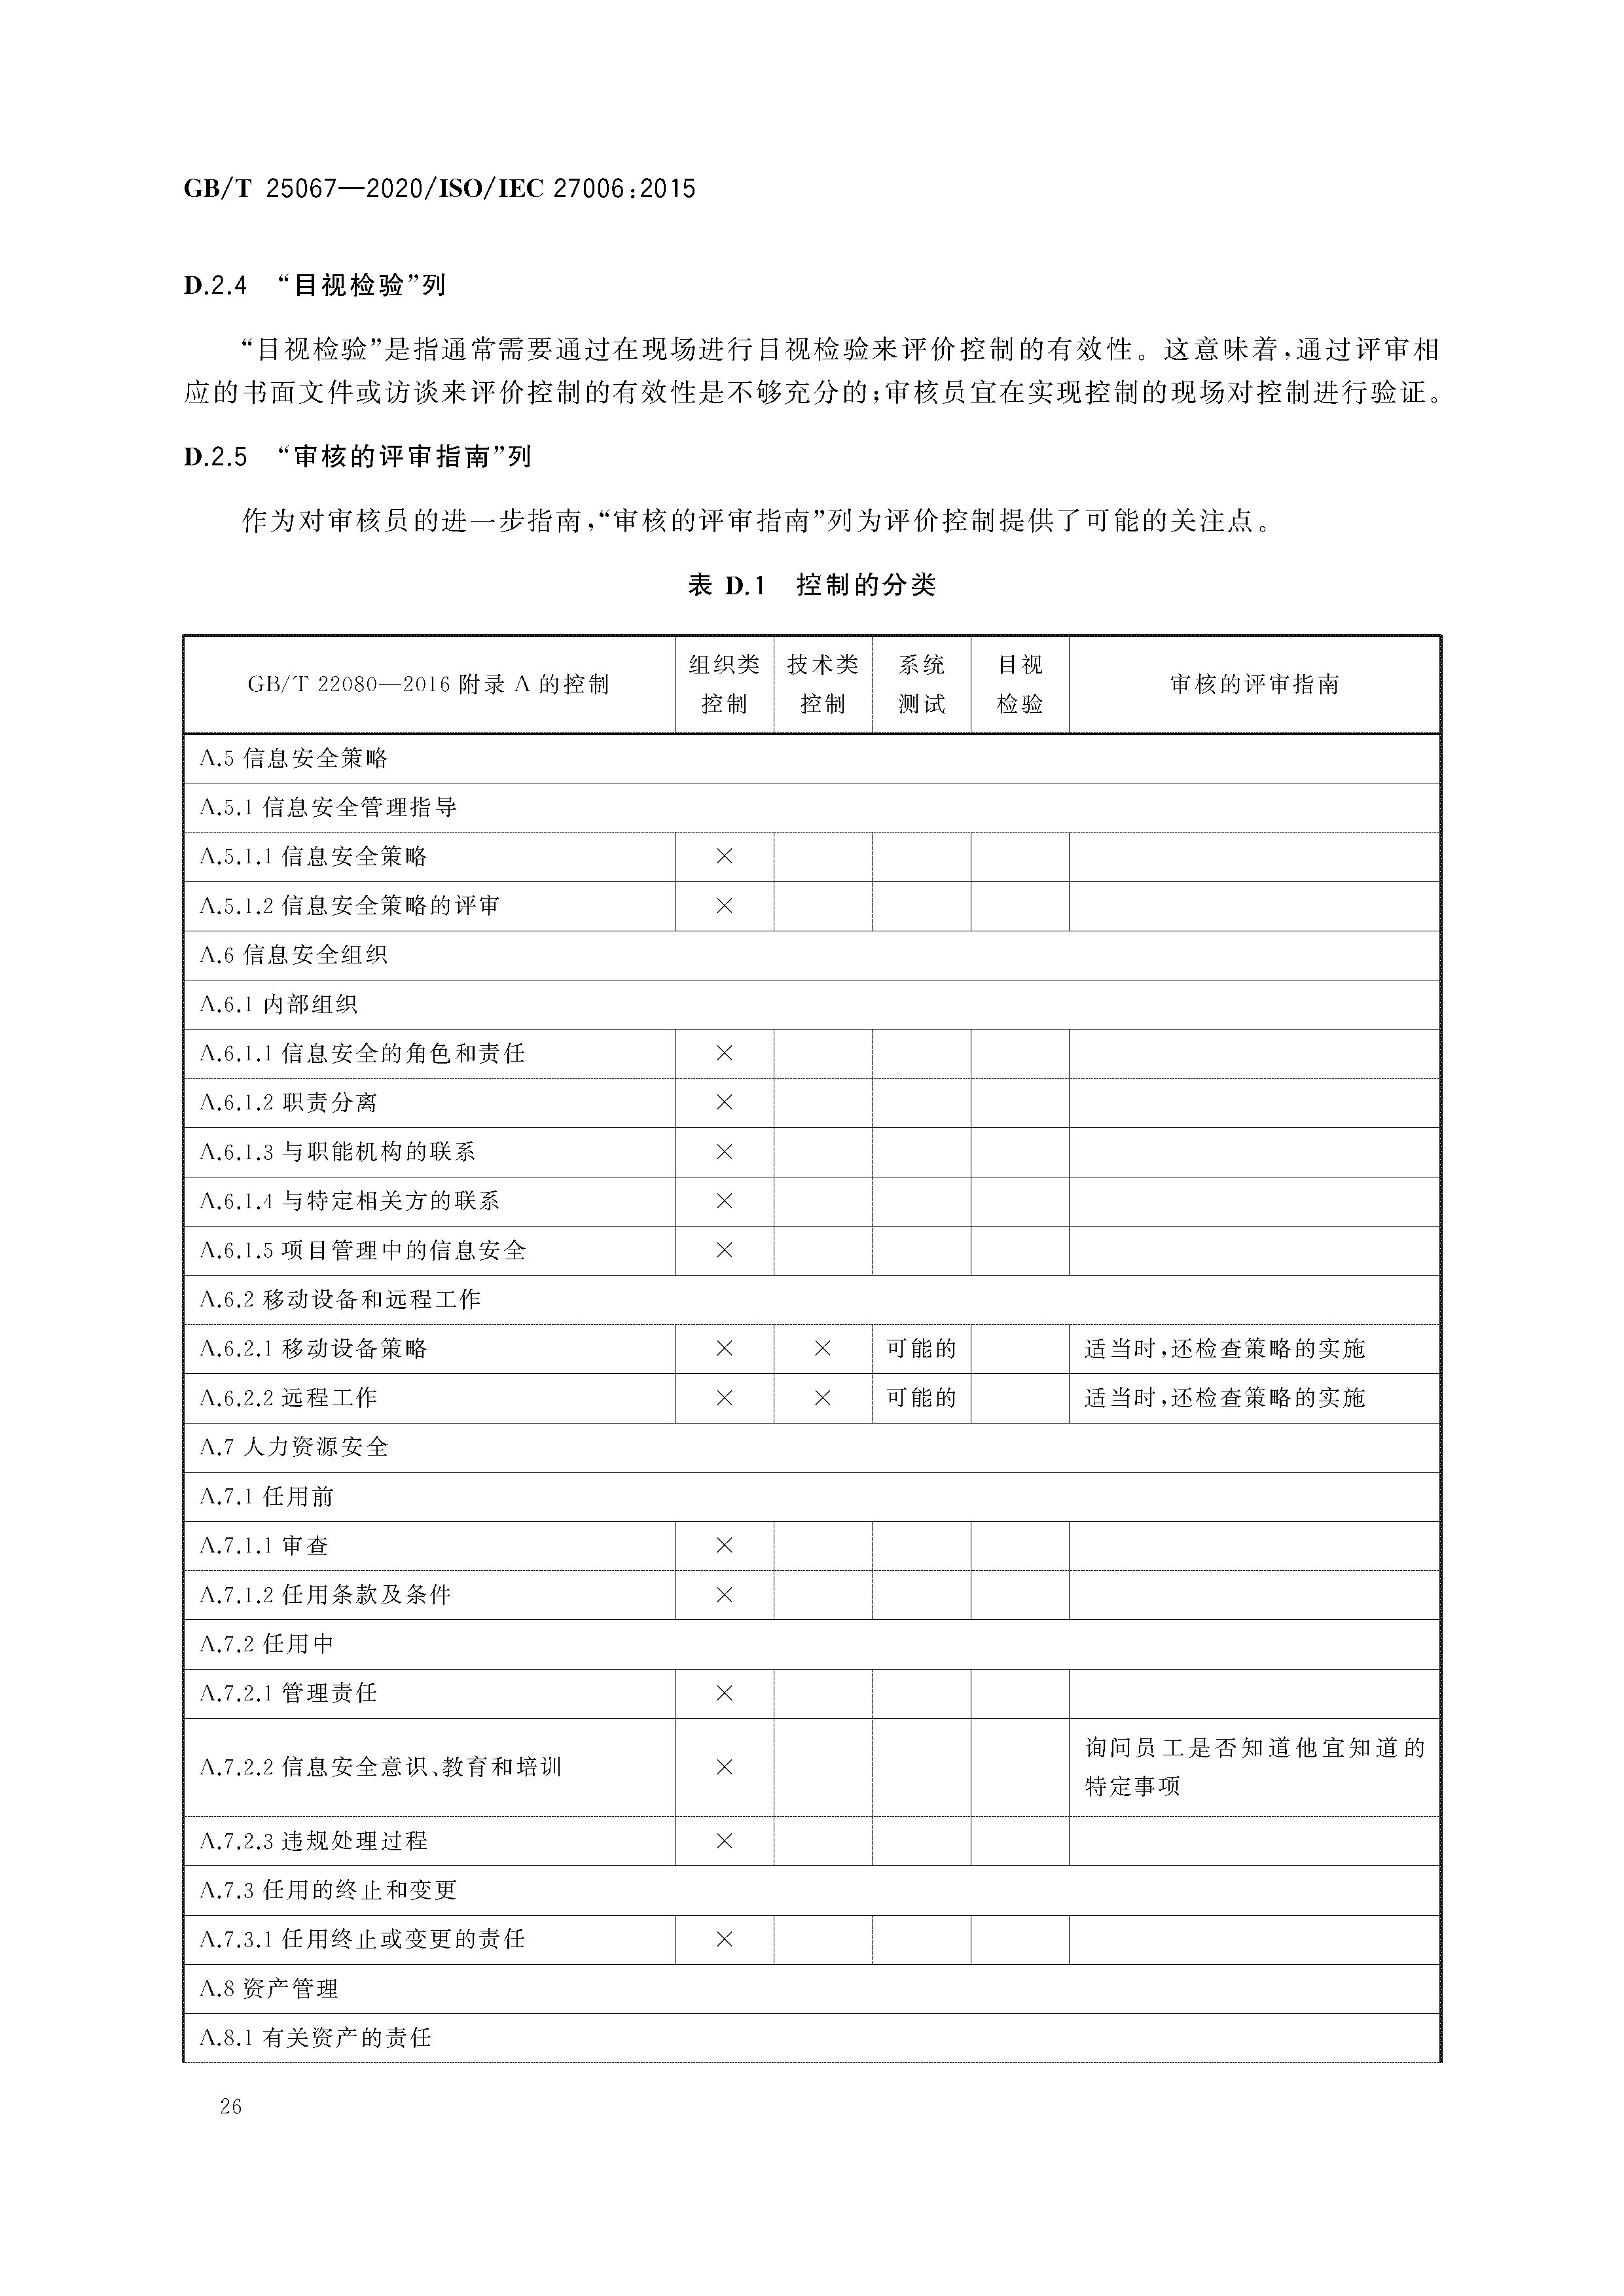 GB/T 25067—2020/ISO/IEC 27006:2015
D.2.4 “目视检验”列
“目视检验”是指通常需要通过在现场进行目视检验来评价控制的有效性。这意味着,通过评审相
应的书面文件或访谈来评价控制的有效性是不够充分的;审核员宜在实现控制的现场对控制进行验证。
D.2.5 “审核的评审指南”列
作为对审核员的进一步指南,“审核的评审指南”列为评价控制提供了可能的关注点。
表 D.1 控制的分类
GB/T 22080—2016 附录 A 的控制 组织类控制 技术类控制 系统测试 目视检验 审核的评审指南
A.5 信息安全策略
A.5.1 信息安全管理指导
A.5.1.1 信息安全策略 ×
A.5.1.2 信息安全策略的评审 ×
A.6 信息安全组织
A.6.1 内部组织
A.6.1.1 信息安全的角色和责任 ×
A.6.1.2 职责分离 ×
A.6.1.3 与职能机构的联系 ×
A.6.1.4 与特定相关方的联系 ×
A.6.1.5 项目管理中的信息安全 ×
A.6.2 移动设备和远程工作
A.6.2.1 移动设备策略 × × 可能的 适当时,还检查策略的实施
A.6.2.2 远程工作 × × 可能的 适当时,还检查策略的实施
A.7 人力资源安全
A.7.1 任用前
A.7.1.1 审查 ×
A.7.1.2 任用条款及条件 ×
A.7.2 任用中
A.7.2.1 管理责任 ×
A.7.2.2 信息安全意识、教育和培训 × 询问员工是否知道他宜知道的
特定事项
A.7.2.3 违规处理过程 ×
A.7.3 任用的终止和变更
A.7.3.1 任用终止或变更的责任 ×
A.8 资产管理
A.8.1 有关资产的责任
26